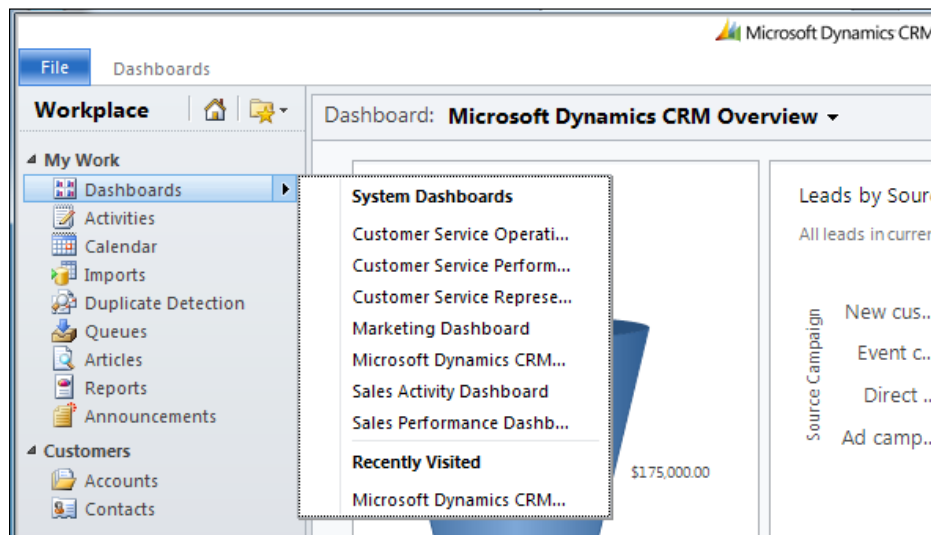 Microsoft Dynamics CRM
File
Dashboards
Workplace
Dashboard: Microsoft Dynamics CRM Overview
My Work
Dashboards
Activities
Calendar
Imports
Duplicate Detection
Queues
Articles
Reports
Announcements
Customers
Accounts
Contacts
System Dashboards
Customer Service Operati...
Customer Service Perform...
Customer Service Represe...
Marketing Dashboard
Microsoft Dynamics CRM...
Sales Activity Dashboard
Sales Performance Dashb...
Recently Visited
Microsoft Dynamics CRM...
$175,000.00
Leads by Sour
All leads in curre
Source Campaign
New cus..
Event c..
Direct ..
Ad camp..